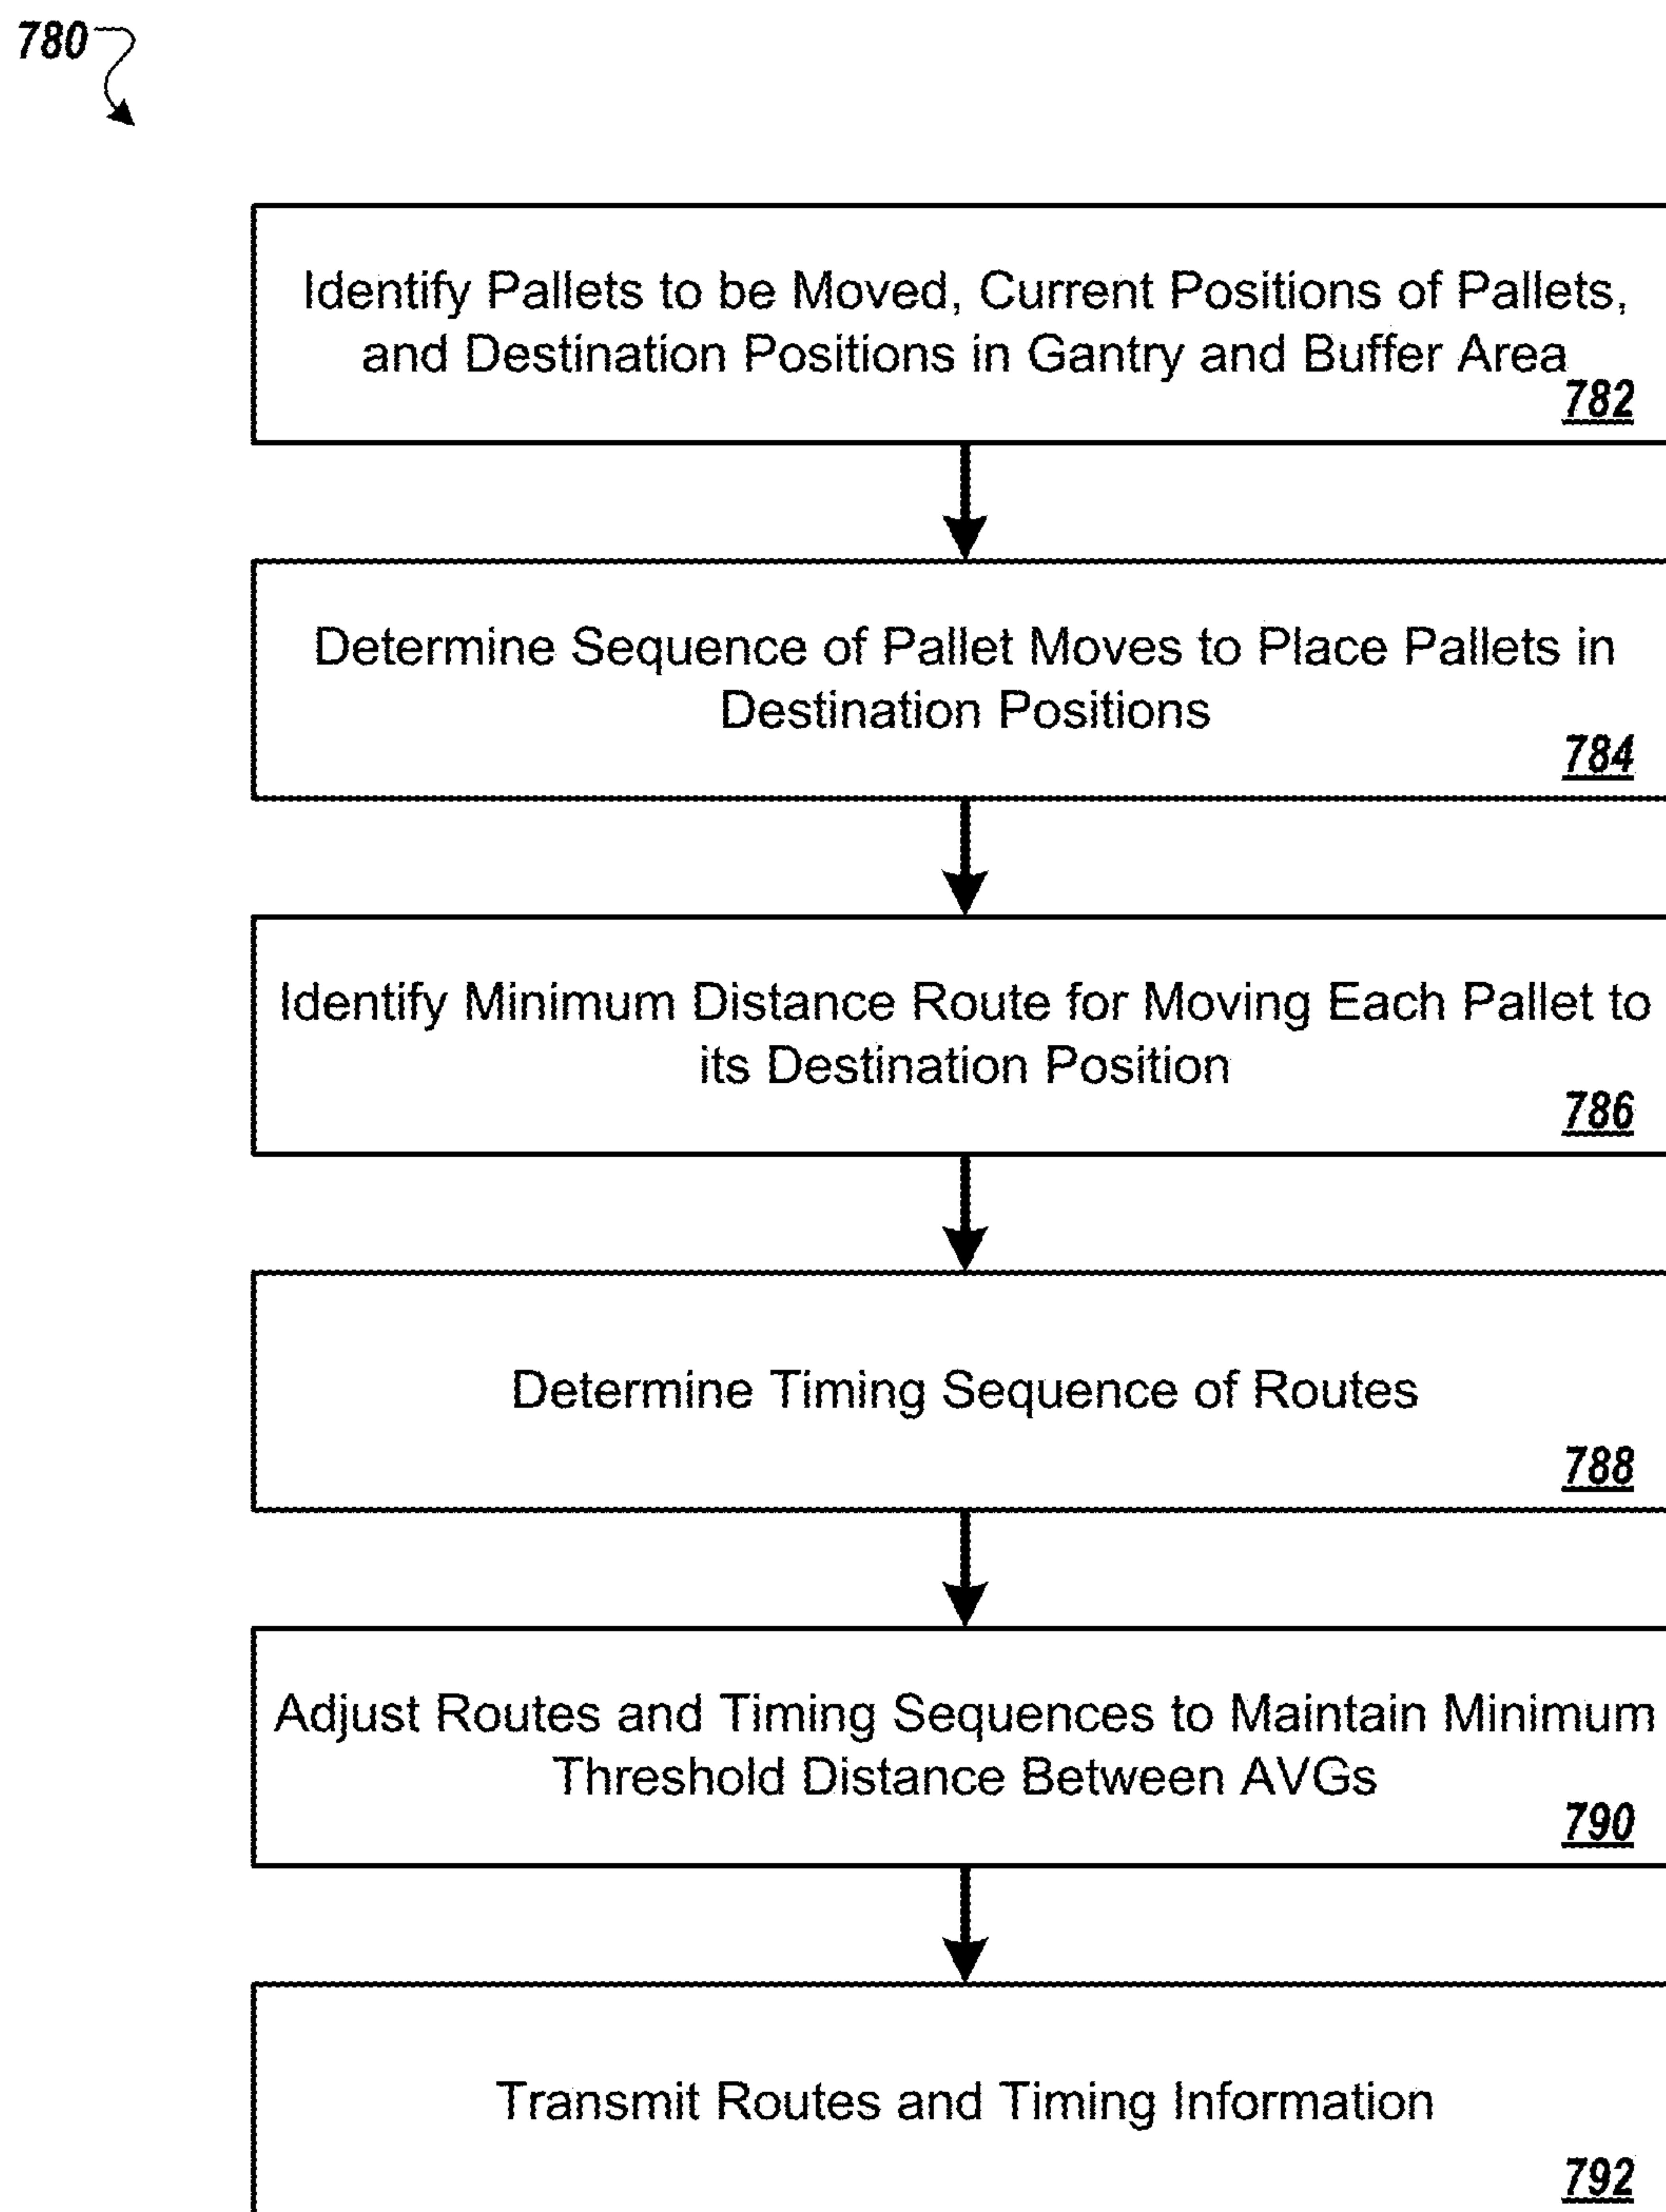 780
Identify Pallets to be Moved, Current Positions of Pallets,
and Destination Positions in Gantry and Buffer Area
782
Determine Sequence of Pallet Moves to Place Pallets in
Destination Positions
784
Identify Minimum Distance Route for Moving Each Pallet to
its Destination Position
786
Determine Timing Sequence of Routes
788
Adjust Routes and Timing Sequences to Maintain Minimum
Threshold Distance Between AVGs
790
Transmit Routes and Timing Information
792